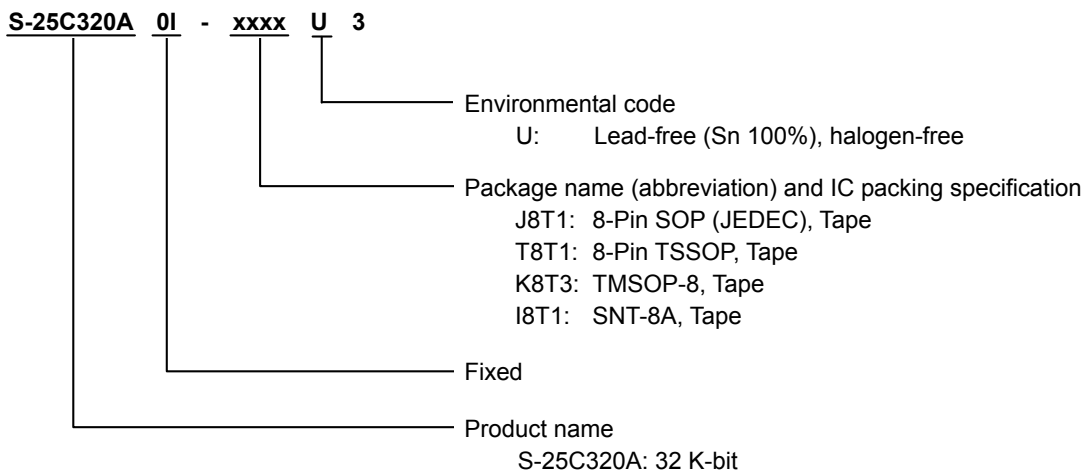 S-25C320A 0I - xxxx U 3
Environmental code
U: Lead-free (Sn 100%), halogen-free
Package name (abbreviation) and IC packing specification
J8T1: 8-Pin SOP (JEDEC), Tape
T8T1: 8-Pin TSSOP, Tape
K8T3: TMSOP-8, Tape
I8T1: SNT-8A, Tape
Fixed
Product name
S-25C320A: 32 K-bit